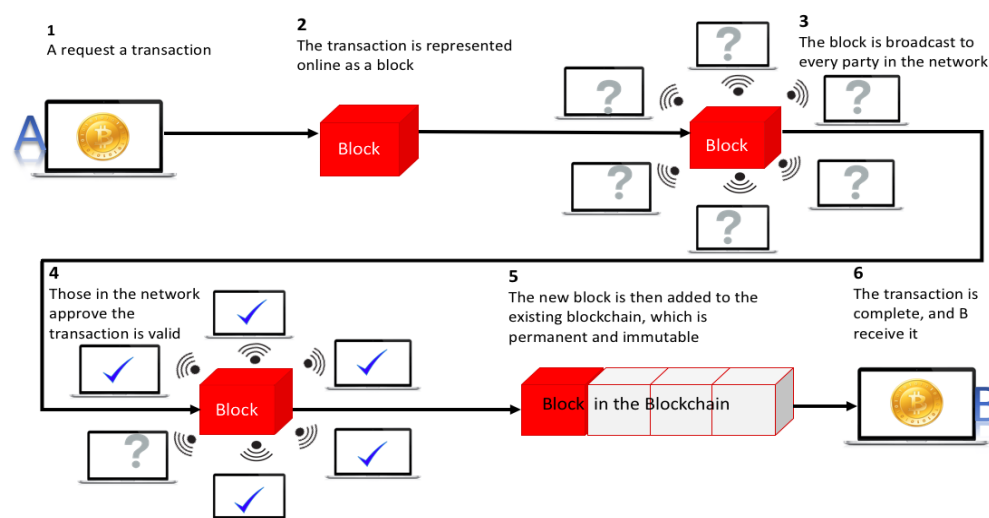 1
A request a transaction
2
The transaction is represented
online as a block
3
The block is broadcast to
every party in the network
A
Block
Block
?
?
?
?
?
?
4
Those in the network
approve the
transaction is valid
5
The new block is then added to the
existing blockchain, which is
permanent and immutable
6
The transaction is
complete, and B
receive it
Block
?
Block in the Blockchain
B